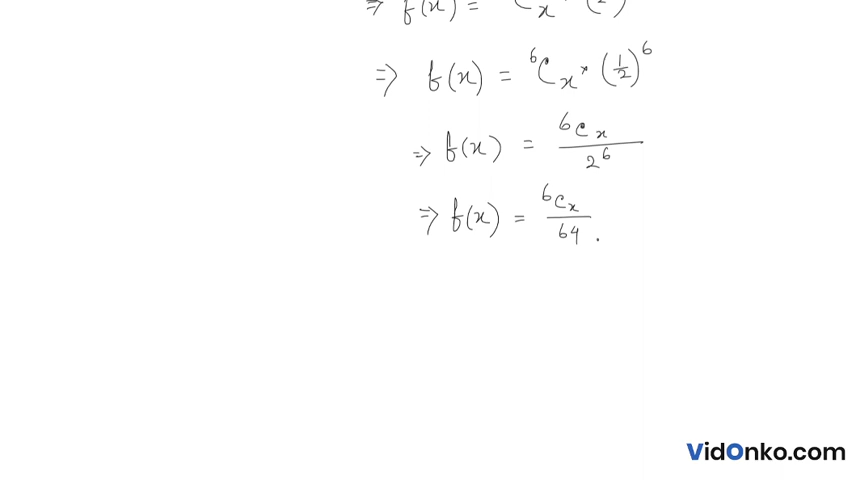 ⇒ f(x) =
⇒ f(x) = ⁶Cₓ * (1/2)⁶
⇒ f(x) = ⁶Cₓ / 2⁶
⇒ f(x) = ⁶Cₓ / 64 .
VidOnko.com